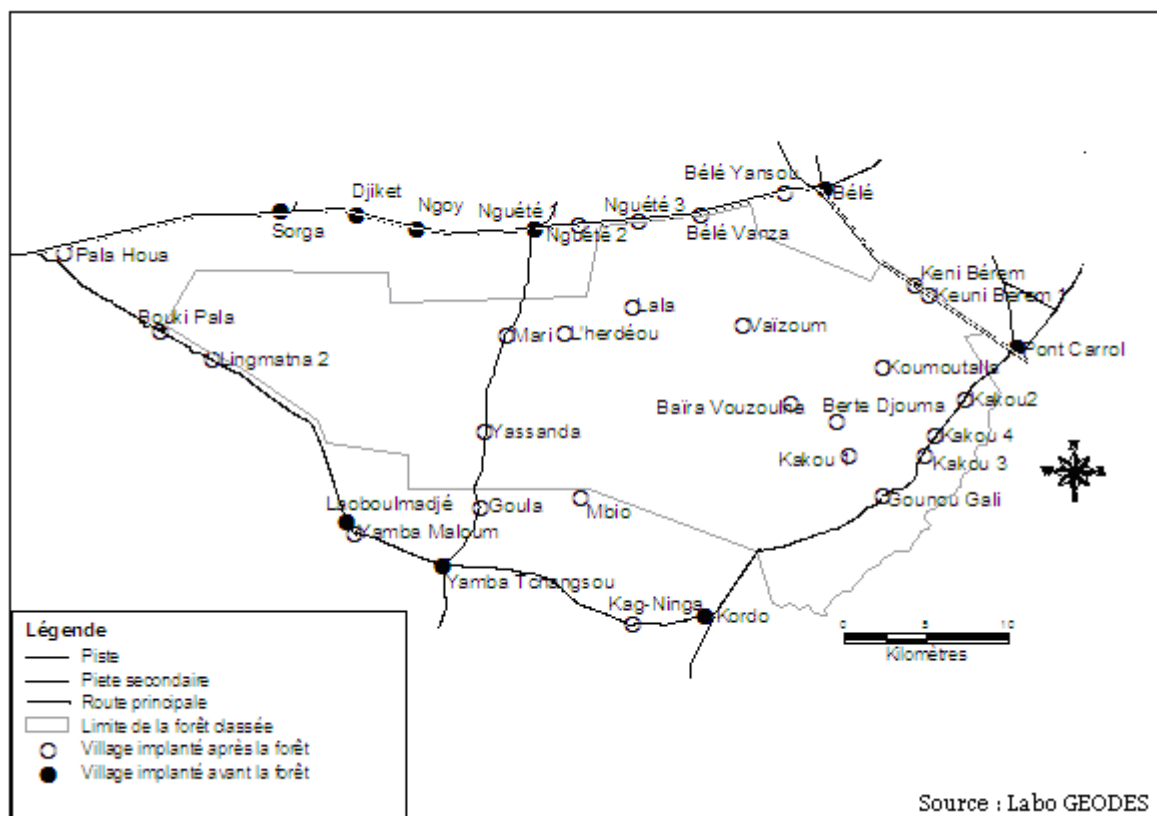 Bélé Yansou
Bélé
Djiket
Ngoy
Nguété 1
Nguété 3
Sorga
Nguété 2
Bélé Vanza
Pala Houa
Keni Bérem
Keuni Bérem 1
Bouki Pala
Lala
Mari
L'herdéou
Vaïzoum
Pont Carrol
Lingmatna 2
Koumoutalla
Baïra Vouzoulna
Berte Djouma
Kakou2
Yassanda
Kakou 4
Kakou
Kakou 3
N
W
E
S
Laoboulmadjé
Goula
Mbio
Gounou Gali
Yamba Maloum
Yamba Tchangsou
Kag-Ninga
Kordo
0 5 10
Kilomètres
Légende
Piste
Piete secondaire
Route principale
Limite de la forêt classée
Village implanté après la forêt
Village implanté avant la forêt
Source : Labo GEODES